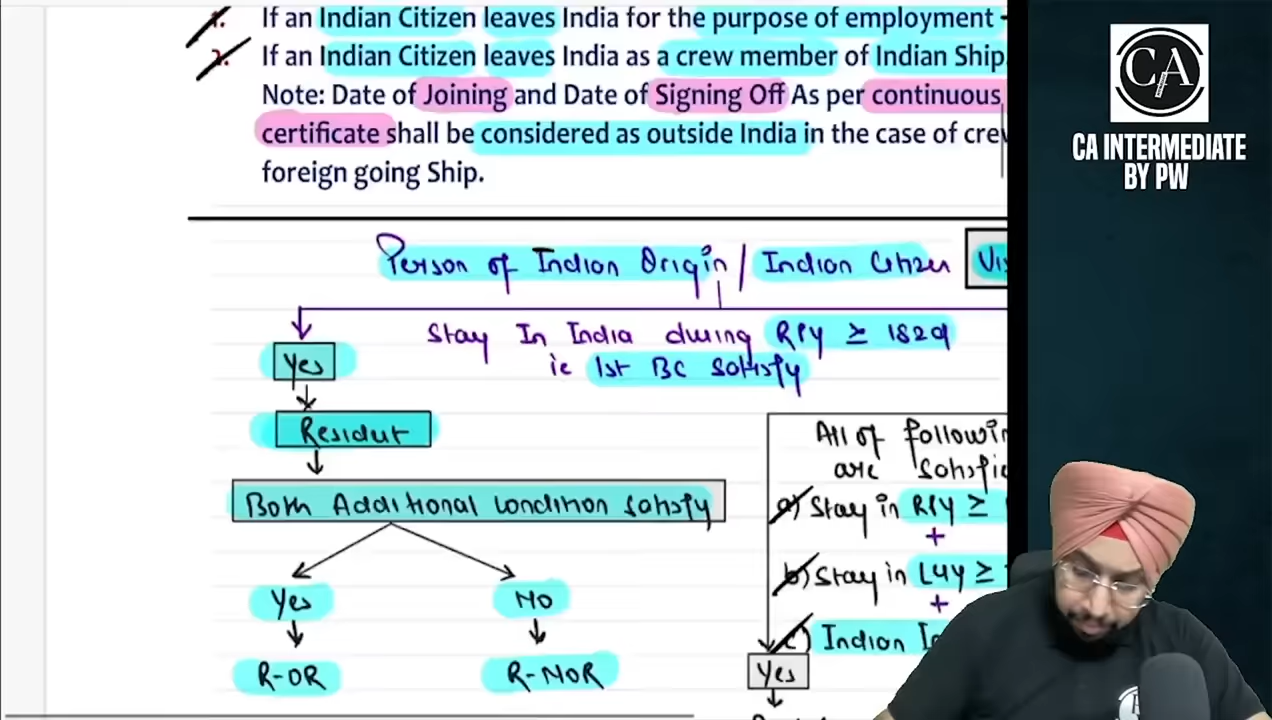 1. If an Indian Citizen leaves India for the purpose of employment -
2. If an Indian Citizen leaves India as a crew member of Indian Ship.
Note: Date of Joining and Date of Signing Off As per continuous
certificate shall be considered as outside India in the case of
foreign going Ship.
CA
CA INTERMEDIATE
BY PW
Person of Indian Origin / Indian Citizen
Stay In India during RPY ≥ 182d
ie 1st BC Satisfy
Yes
Resident
Both Additional Condition Satisfy
Yes
No
R-OR
R-NOR
All of
are
a) Stay in RPY ≥
+
b) Stay in L4Y ≥
+
c) Indian
Yes